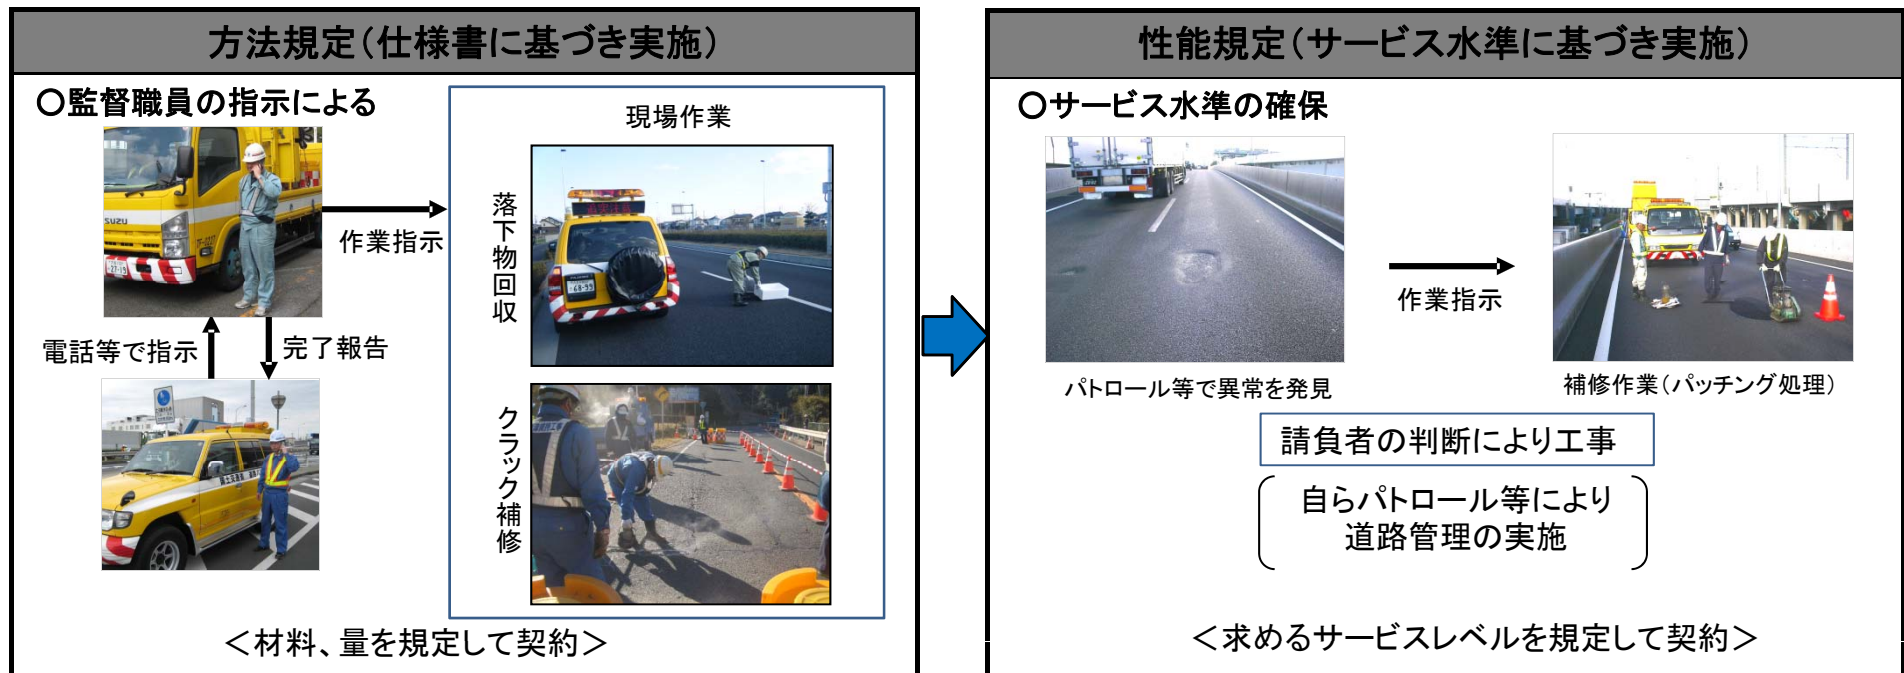 方法規定（仕様書に基づき実施）
〇監督職員の指示による
現場作業
作業指示
落下物回収
電話等で指示
完了報告
クラック補修
＜材料、量を規定して契約＞
性能規定（サービス水準に基づき実施）
〇サービス水準の確保
作業指示
パトロール等で異常を発見
補修作業（パッチング処理）
請負者の判断により工事
自らパトロール等により
道路管理の実施
＜求めるサービスレベルを規定して契約＞